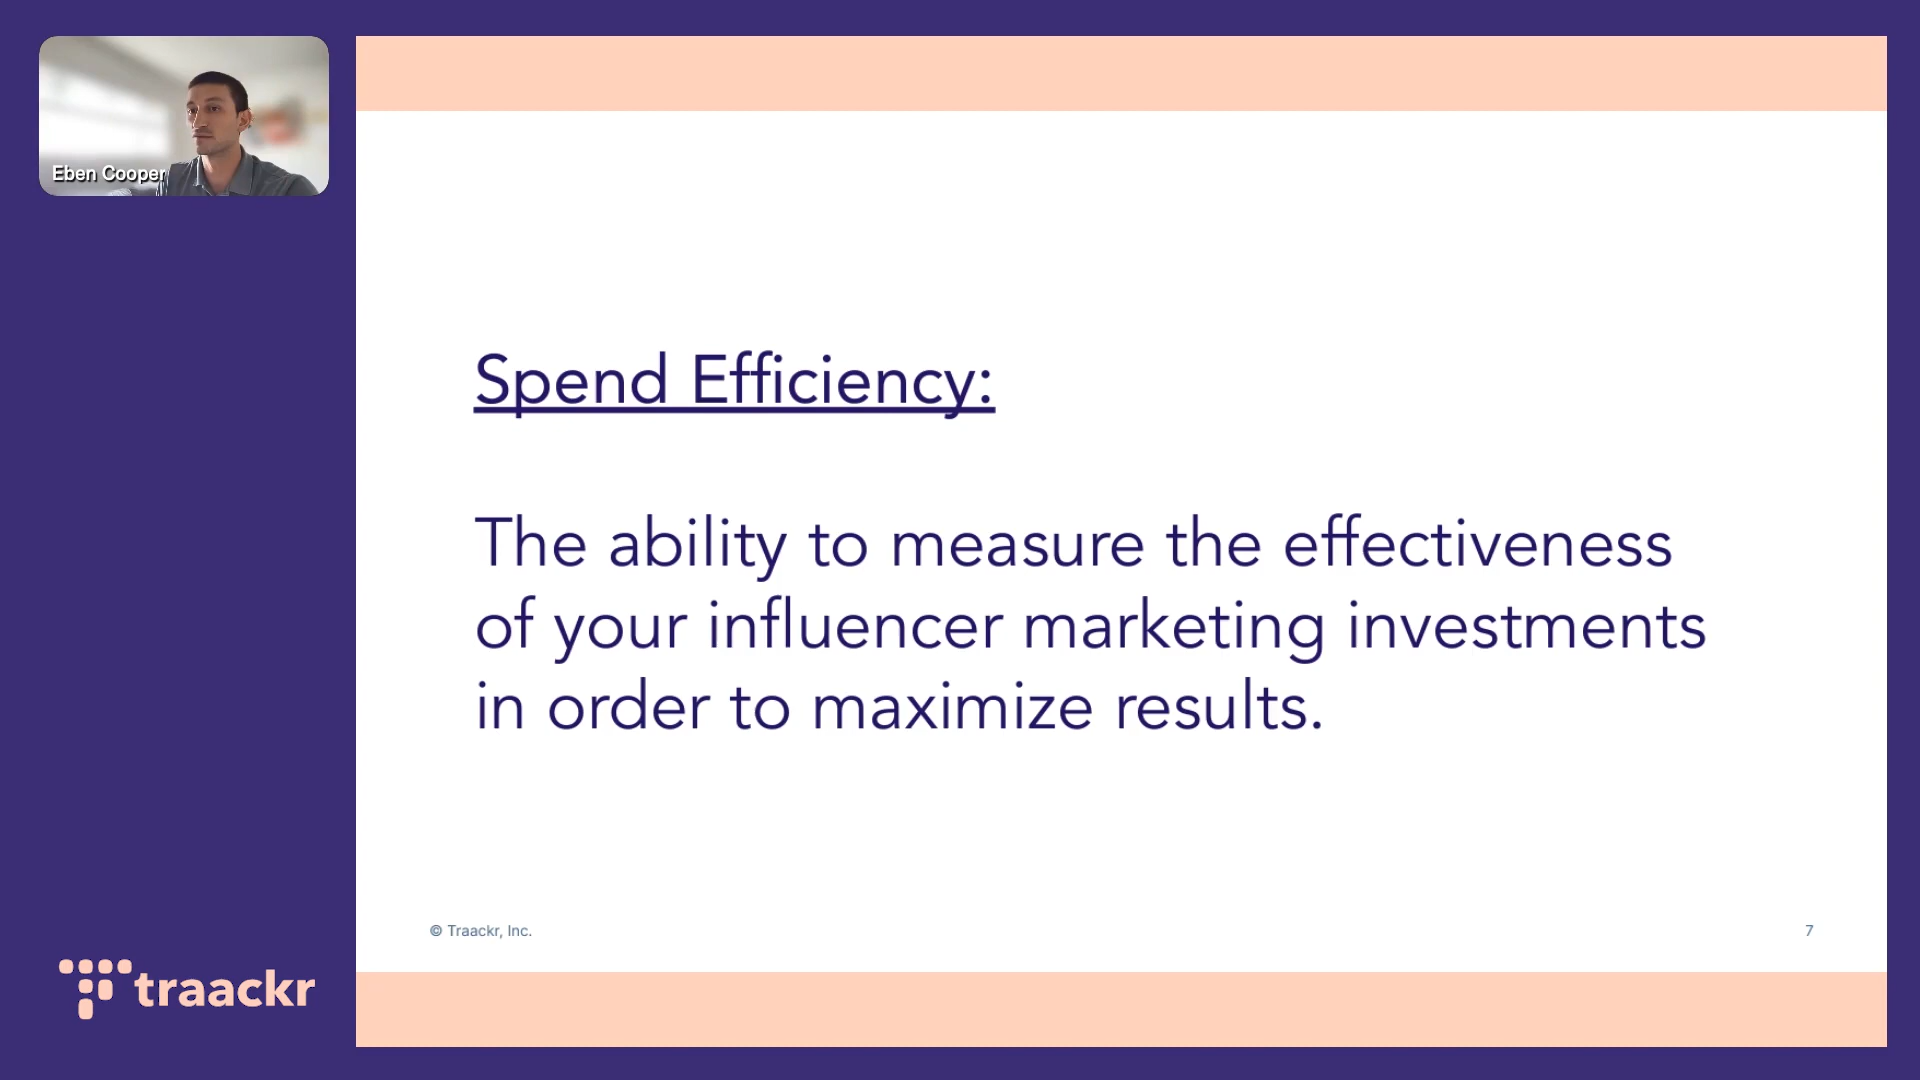 Eben Cooper
Spend Efficiency:
The ability to measure the effectiveness
of your influencer marketing investments
in order to maximize results.
© Traackr, Inc.
7
traackr